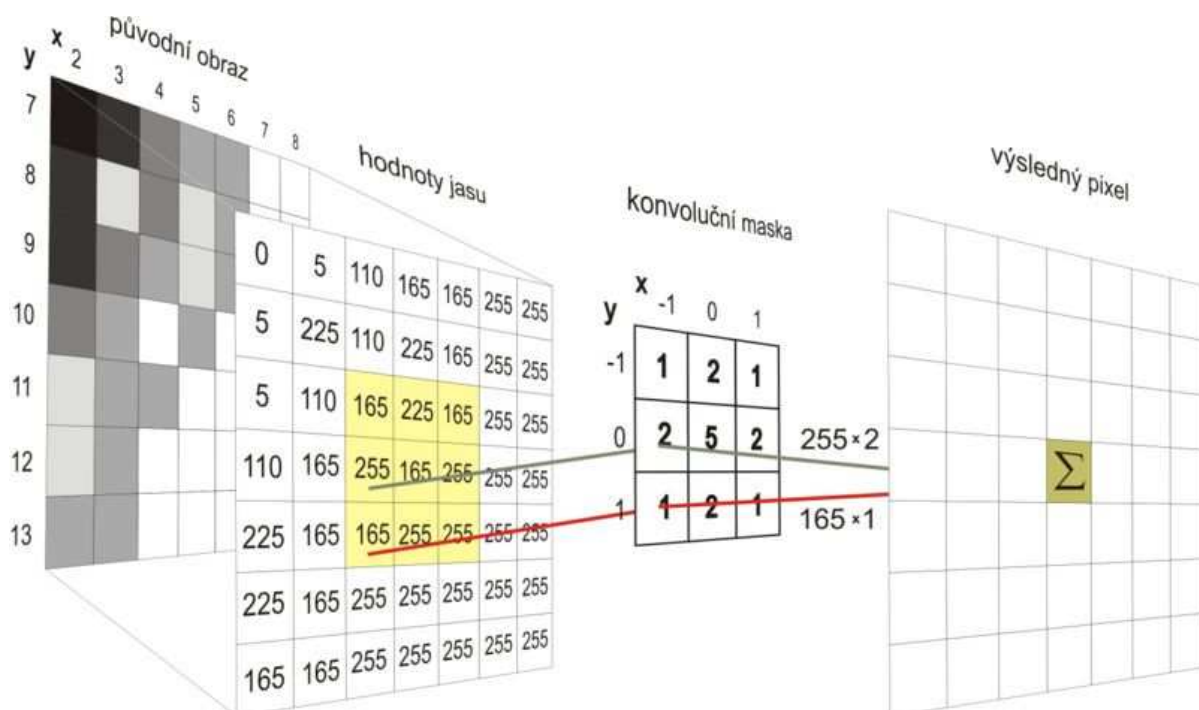 původní obraz
x
y
2 3 4 5 6 7 8
7
8
9
10
11
12
13
hodnoty jasu
0 5 110 165 165 255 255
5 225 110 225 165 255 255
5 110 165 225 165 255 255
110 165 255 165 255 255 255
225 165 165 255 255 255 255
225 165 255 255 255 255 255
165 165 255 255 255 255 255
konvoluční maska
x
y
-1 0 1
-1 1 2 1
0 2 5 2
1 1 2 1
255×2
165×1
výsledný pixel
Σ